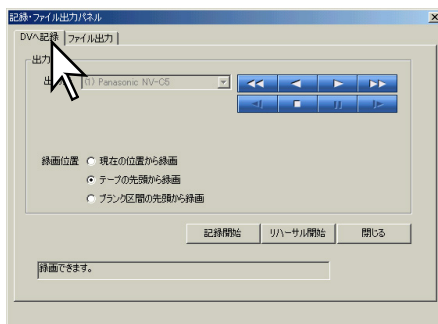 記録・ファイル出力パネル
DVへ記録 ファイル出力
出力
(1) Panasonic NV-C5
録画位置 現在の位置から録画
テープの先頭から録画
ブランク区間の先頭から録画
記録開始 リハーサル開始 閉じる
録画できます。